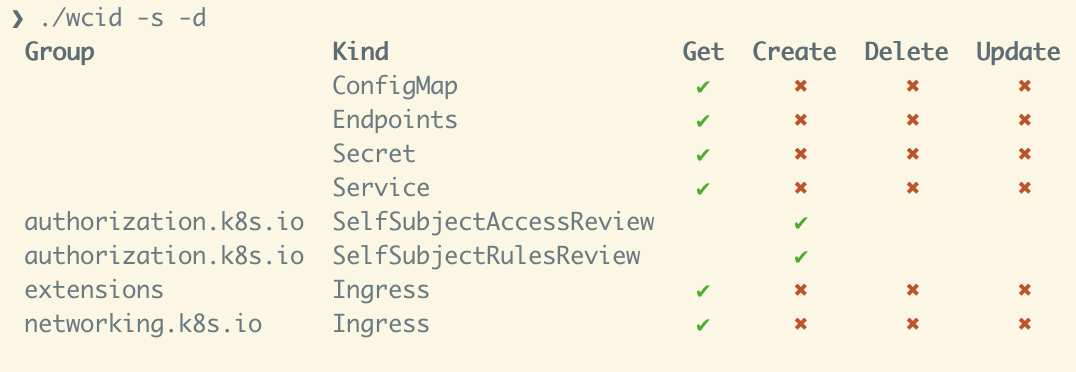 ❯ ./wcid -s -d
Group Kind Get Create Delete Update
ConfigMap ✔ ✖ ✖ ✖
Endpoints ✔ ✖ ✖ ✖
Secret ✔ ✖ ✖ ✖
Service ✔ ✖ ✖ ✖
authorization.k8s.io SelfSubjectAccessReview ✔
authorization.k8s.io SelfSubjectRulesReview ✔
extensions Ingress ✔ ✖ ✖ ✖
networking.k8s.io Ingress ✔ ✖ ✖ ✖